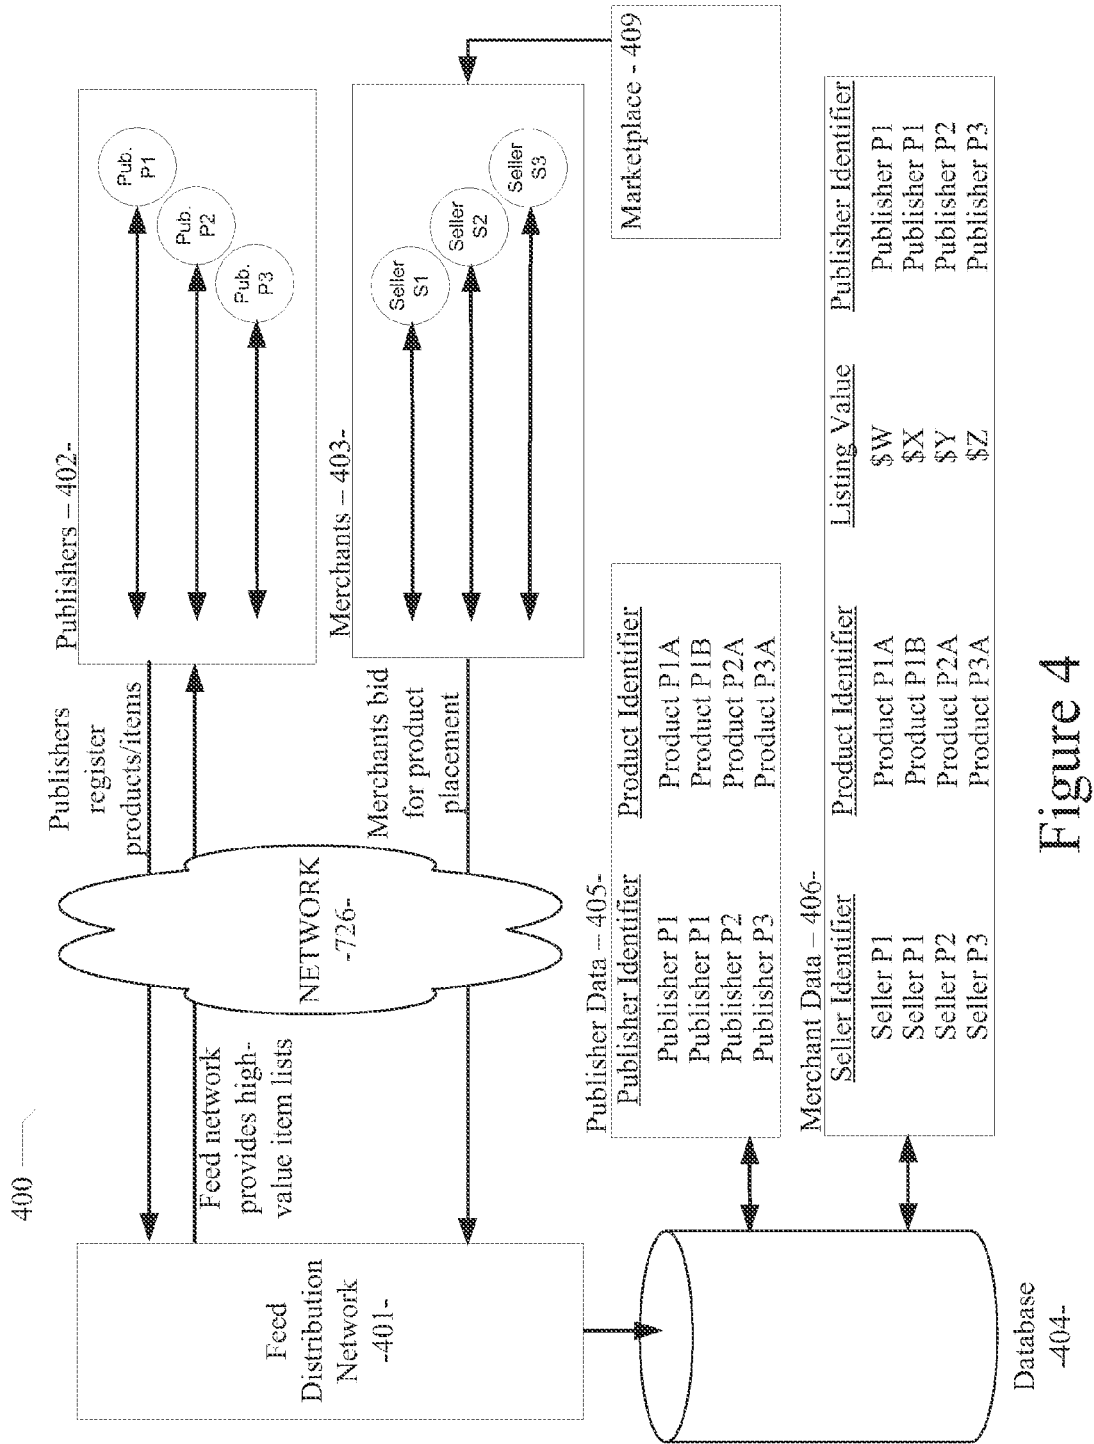 400
Feed
Distribution
Network
-401-
Feed network
provides high-
value item lists
NETWORK
-726-
Publishers
register
products/items
Publishers – 402-
Pub.
P1
Pub.
P2
Pub.
P3
Merchants bid
for product
placement
Merchants – 403-
Seller
S1
Seller
S2
Seller
S3
Marketplace - 409
Database
-404-
Publisher Data – 405-
Publisher Identifier Product Identifier
Publisher P1 Product P1A
Publisher P1 Product P1B
Publisher P2 Product P2A
Publisher P3 Product P3A
Merchant Data – 406-
Seller Identifier Product Identifier Listing Value Publisher Identifier
Seller P1 Product P1A $W Publisher P1
Seller P1 Product P1B $X Publisher P1
Seller P2 Product P2A $Y Publisher P2
Seller P3 Product P3A $Z Publisher P3
Figure 4